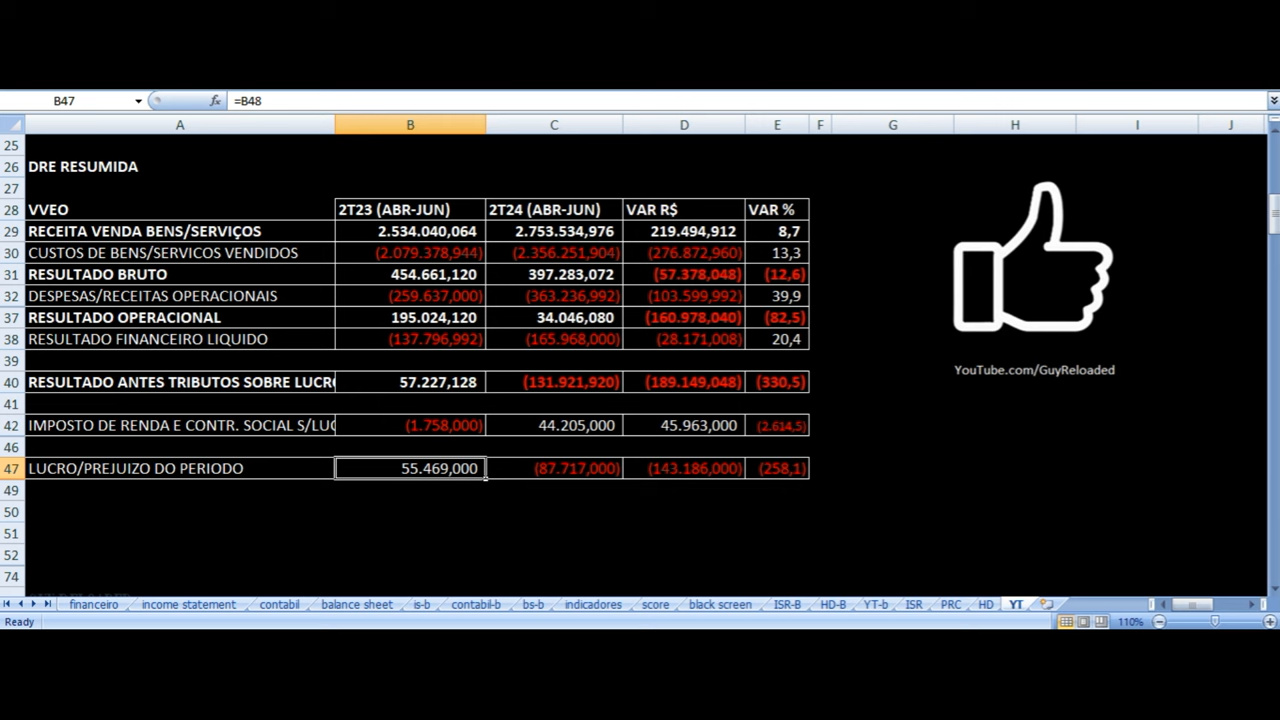 B47 fx =B48
A B C D E F G H I J
25
26 DRE RESUMIDA
27
28 VVEO 2T23 (ABR-JUN) 2T24 (ABR-JUN) VAR R$ VAR %
29 RECEITA VENDA BENS/SERVIÇOS 2.534.040,064 2.753.534,976 219.494,912 8,7
30 CUSTOS DE BENS/SERVICOS VENDIDOS (2.079.378,944) (2.356.251,904) (276.872,960) 13,3
31 RESULTADO BRUTO 454.661,120 397.283,072 (57.378,048) (12,6)
32 DESPESAS/RECEITAS OPERACIONAIS (259.637,000) (363.236,992) (103.599,992) 39,9
37 RESULTADO OPERACIONAL 195.024,120 34.046,080 (160.978,040) (82,5)
38 RESULTADO FINANCEIRO LIQUIDO (137.796,992) (165.968,000) (28.171,008) 20,4
39
YouTube.com/GuyReloaded
40 RESULTADO ANTES TRIBUTOS SOBRE LUCRO 57.227,128 (131.921,920) (189.149,048) (330,5)
41
42 IMPOSTO DE RENDA E CONTR. SOCIAL S/LUC (1.758,000) 44.205,000 45.963,000 (2.614,5)
46
47 LUCRO/PREJUIZO DO PERIODO 55.469,000 (87.717,000) (143.186,000) (258,1)
49
50
51
52
74
financeiro income statement contabil balance sheet is-b contabil-b bs-b indicadores score black screen ISR-B HD-B YT-b ISR PRC HD YT
Ready 110%